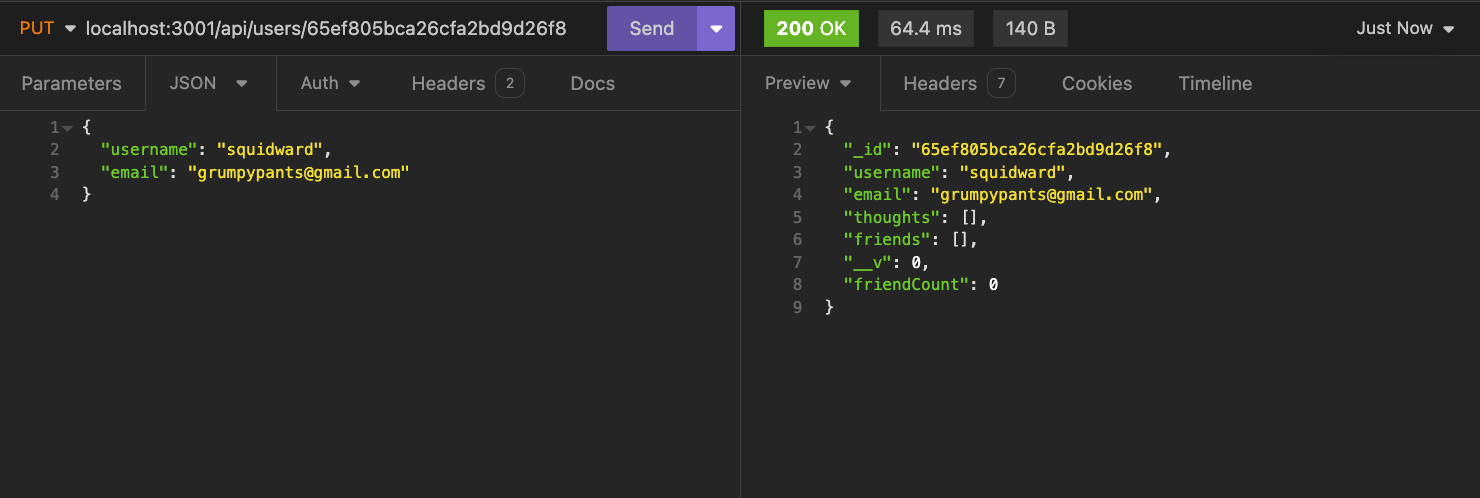 PUT localhost:3001/api/users/65ef805bca26cfa2bd9d26f8 Send 200 OK 64.4 ms 140 B Just Now
Parameters JSON Auth Headers 2 Docs Preview Headers 7 Cookies Timeline
1 {
2 "username": "squidward",
3 "email": "grumpypants@gmail.com"
4 }
1 {
2 "_id": "65ef805bca26cfa2bd9d26f8",
3 "username": "squidward",
4 "email": "grumpypants@gmail.com",
5 "thoughts": [],
6 "friends": [],
7 "__v": 0,
8 "friendCount": 0
9 }